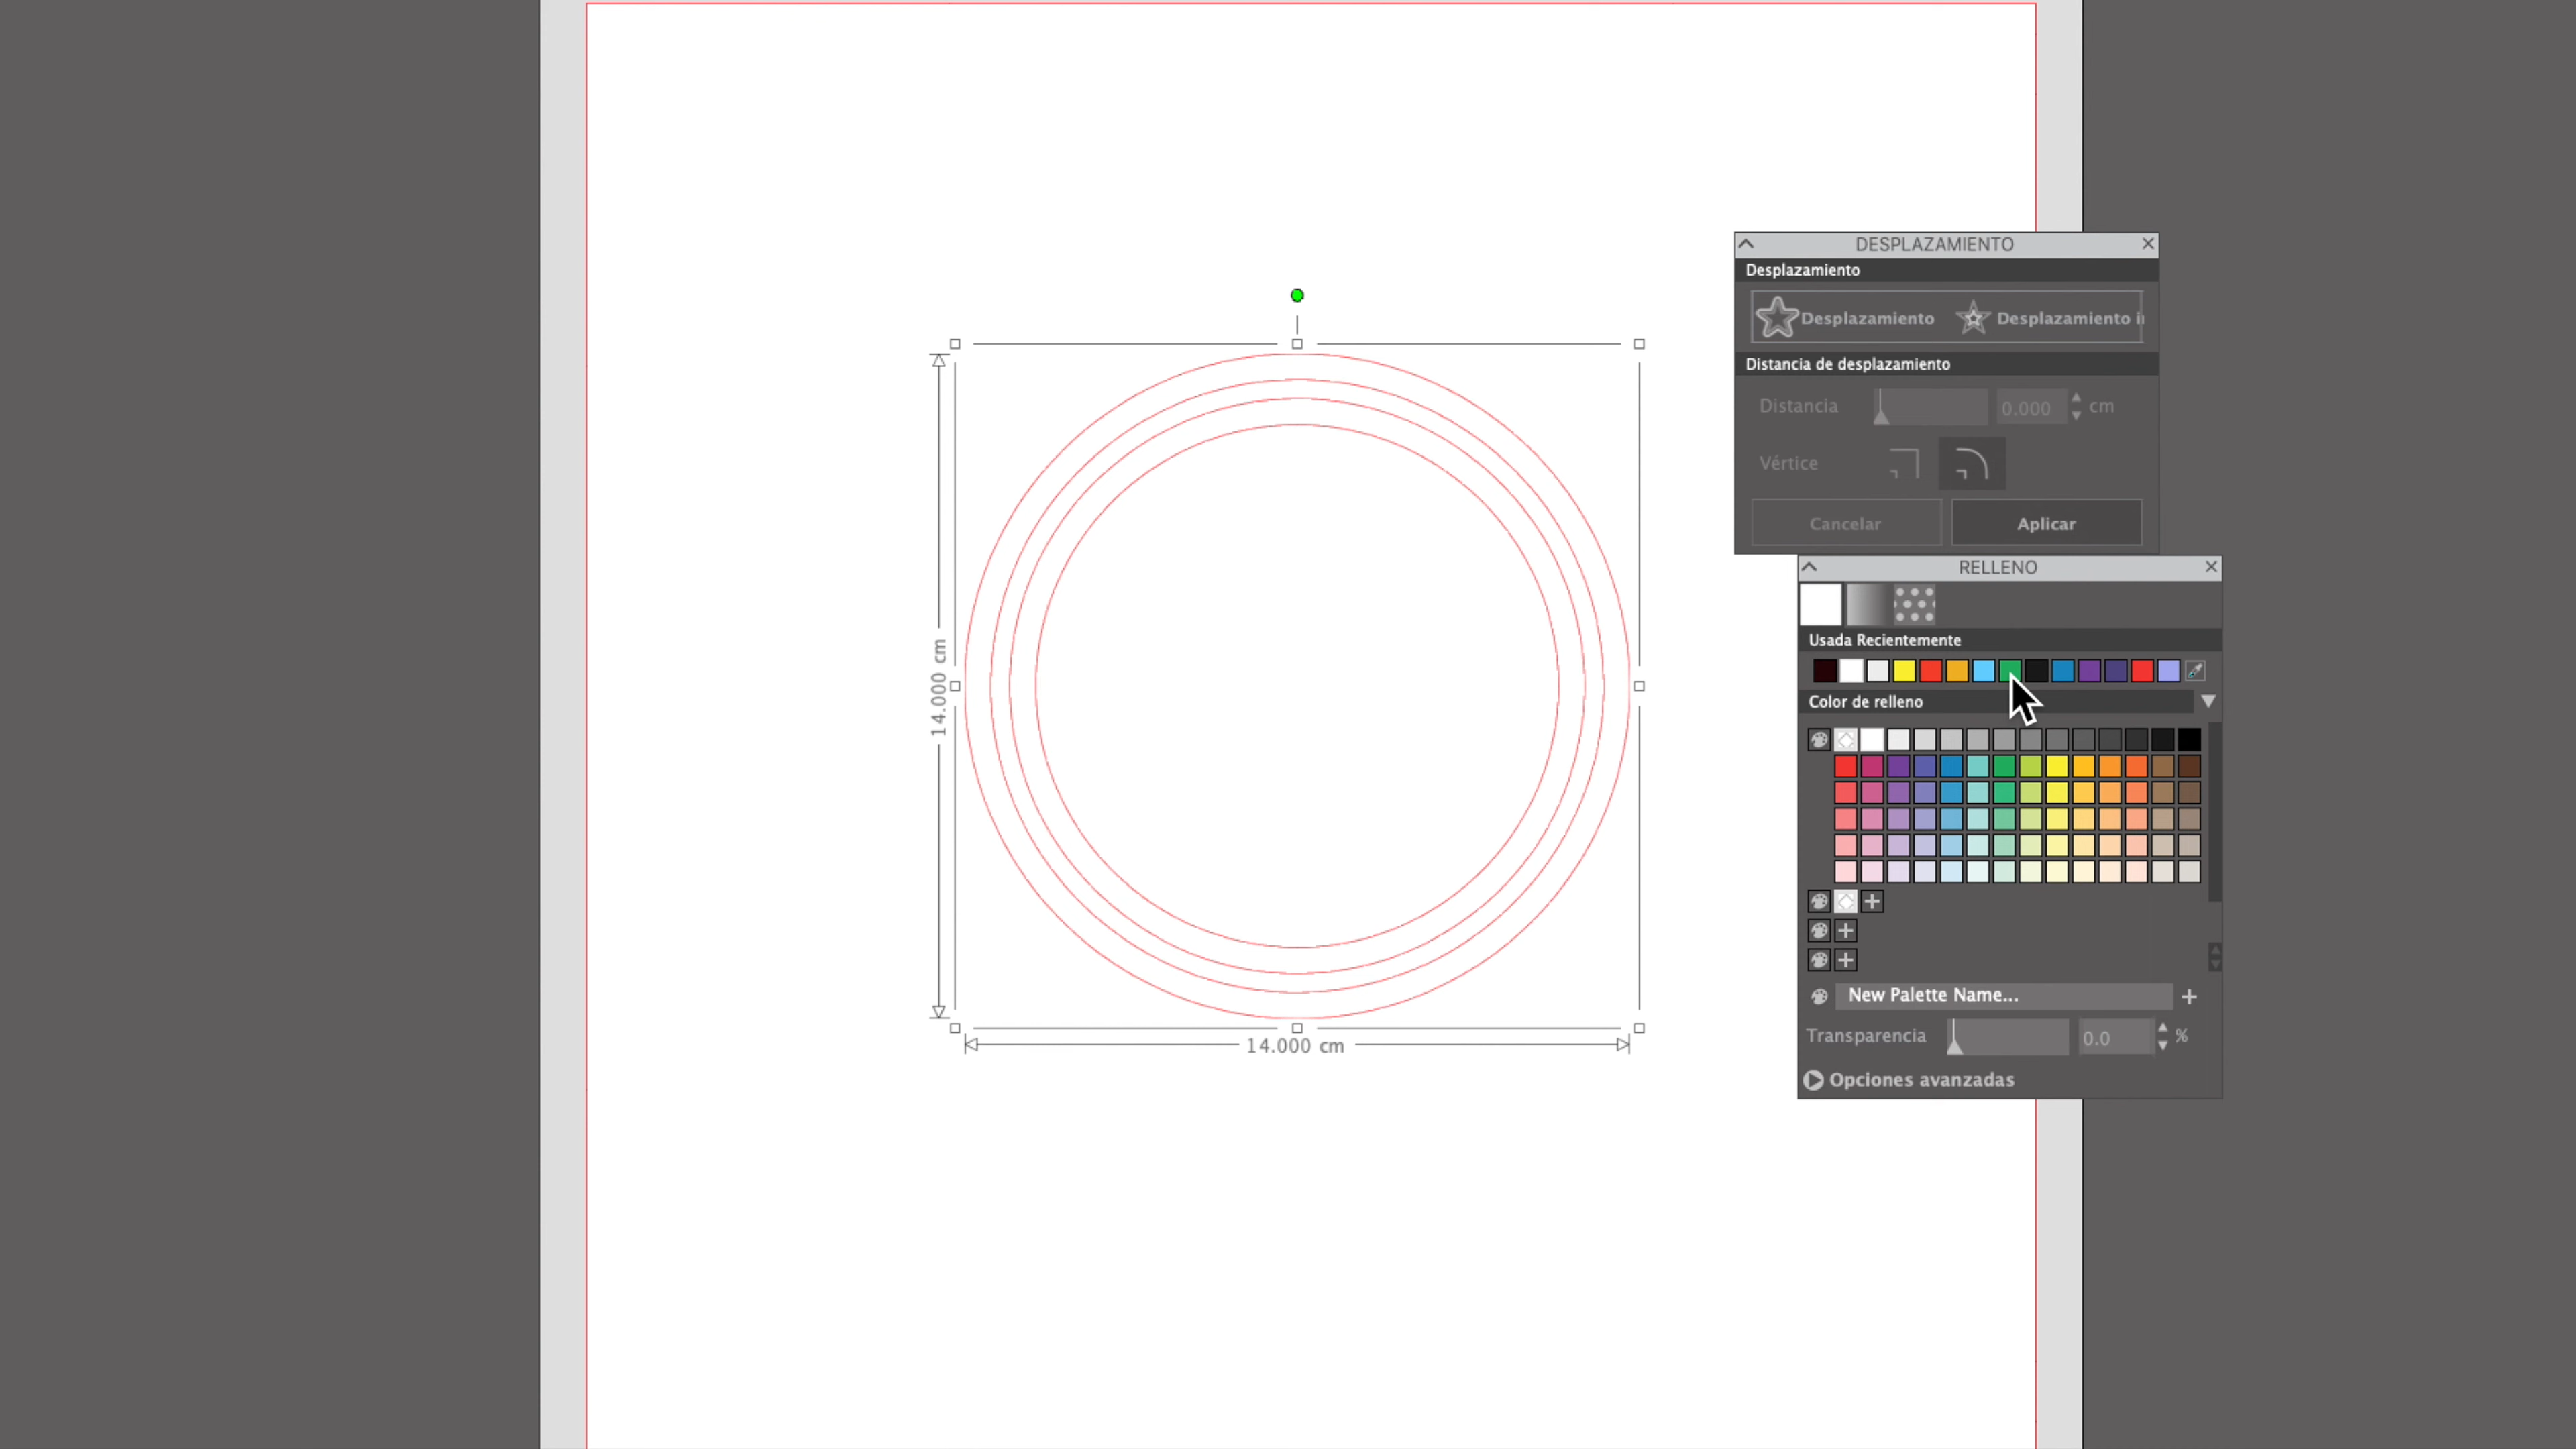 DESPLAZAMIENTO
Desplazamiento
Desplazamiento Desplazamiento i
Distancia de desplazamiento
Distancia 0.000 cm
Vértice
Cancelar Aplicar
RELLENO
Usada Recientemente
Color de relleno
New Palette Name...
Transparencia 0.0 %
Opciones avanzadas
14.000 cm
14.000 cm